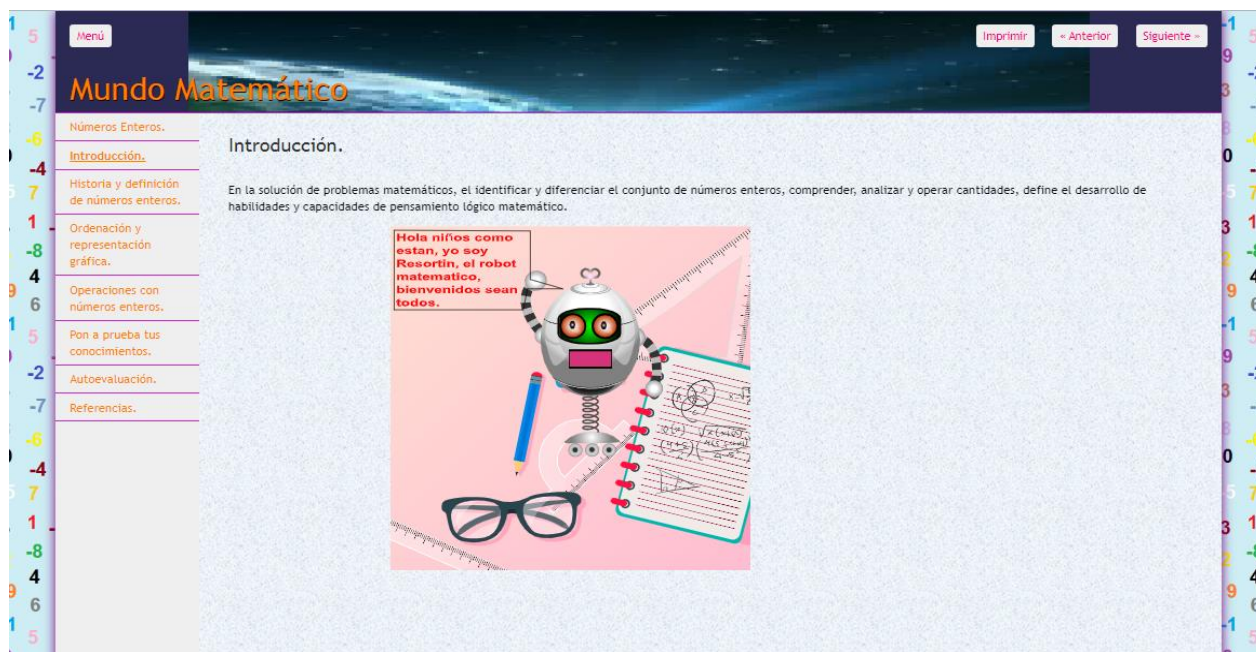 Menú
Imprimir
« Anterior
Siguiente »
Mundo Matemático
Números Enteros.
Introducción.
Historia y definición
de números enteros.
Ordenación y
representación
gráfica.
Operaciones con
números enteros.
Pon a prueba tus
conocimientos.
Autoevaluación.
Referencias.
Introducción.
En la solución de problemas matemáticos, el identificar y diferenciar el conjunto de números enteros, comprender, analizar y operar cantidades, define el desarrollo de
habilidades y capacidades de pensamiento lógico matemático.
Hola niños como
estan, yo soy
Resortin, el robot
matematico,
bienvenidos sean
todos.